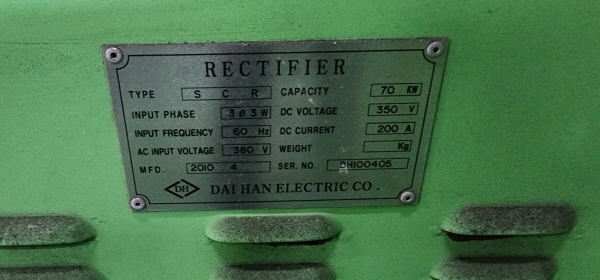 RECTIFIER
TYPE S C R CAPACITY 70 KW
INPUT PHASE 3 ø 3 W DC VOLTAGE 350 V
INPUT FREQUENCY 60 Hz DC CURRENT 200 A
AC INPUT VOLTAGE 380 V WEIGHT Kg
MFD. 2010 4 SER. NO. DH100405
DH DAI HAN ELECTRIC CO.